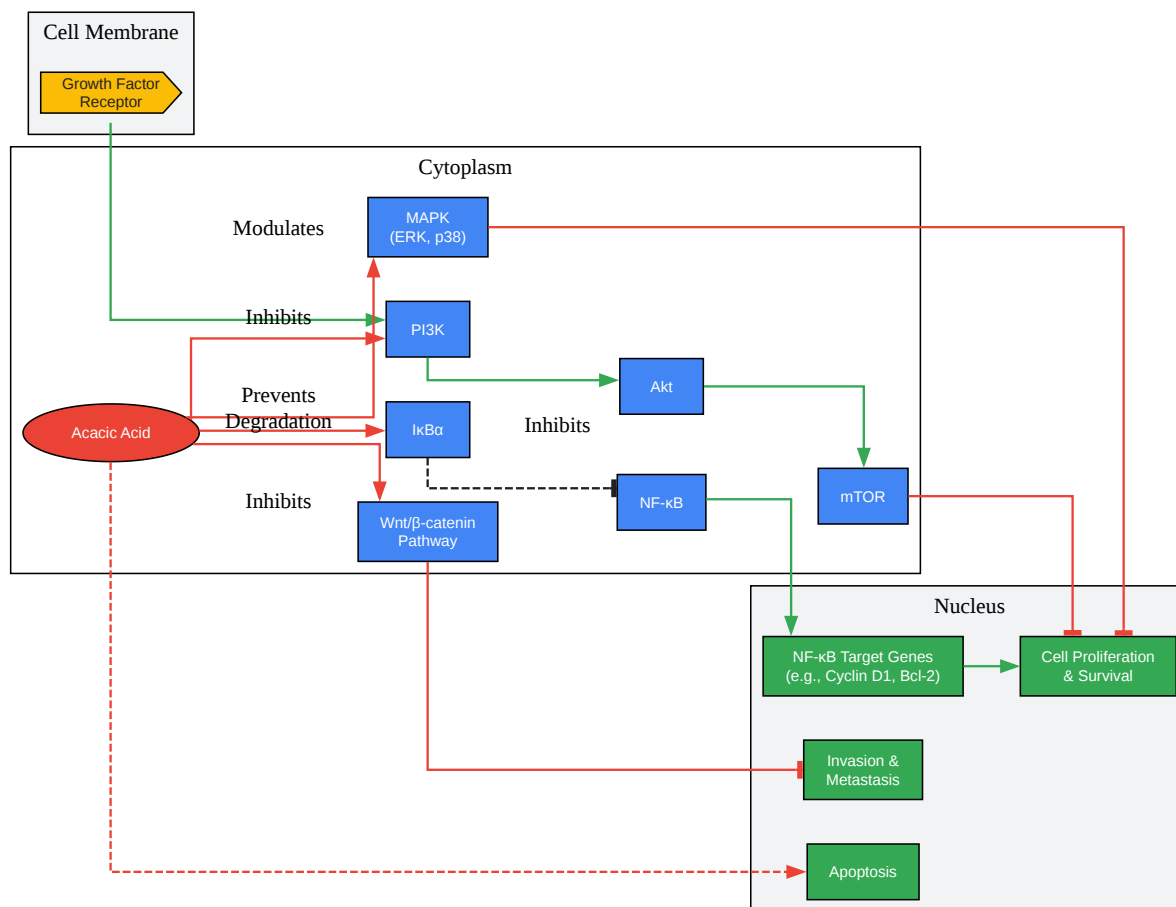 Cell Membrane
Growth Factor
Receptor
Cytoplasm
Modulates
MAPK
(ERK, p38)
Inhibits
PI3K
Akt
Prevents
Degradation
IκBα
Inhibits
Acacic Acid
Inhibits
NF-κB
mTOR
Wnt/β-catenin
Pathway
Nucleus
NF-κB Target Genes
(e.g., Cyclin D1, Bcl-2)
Cell Proliferation
& Survival
Invasion &
Metastasis
Apoptosis